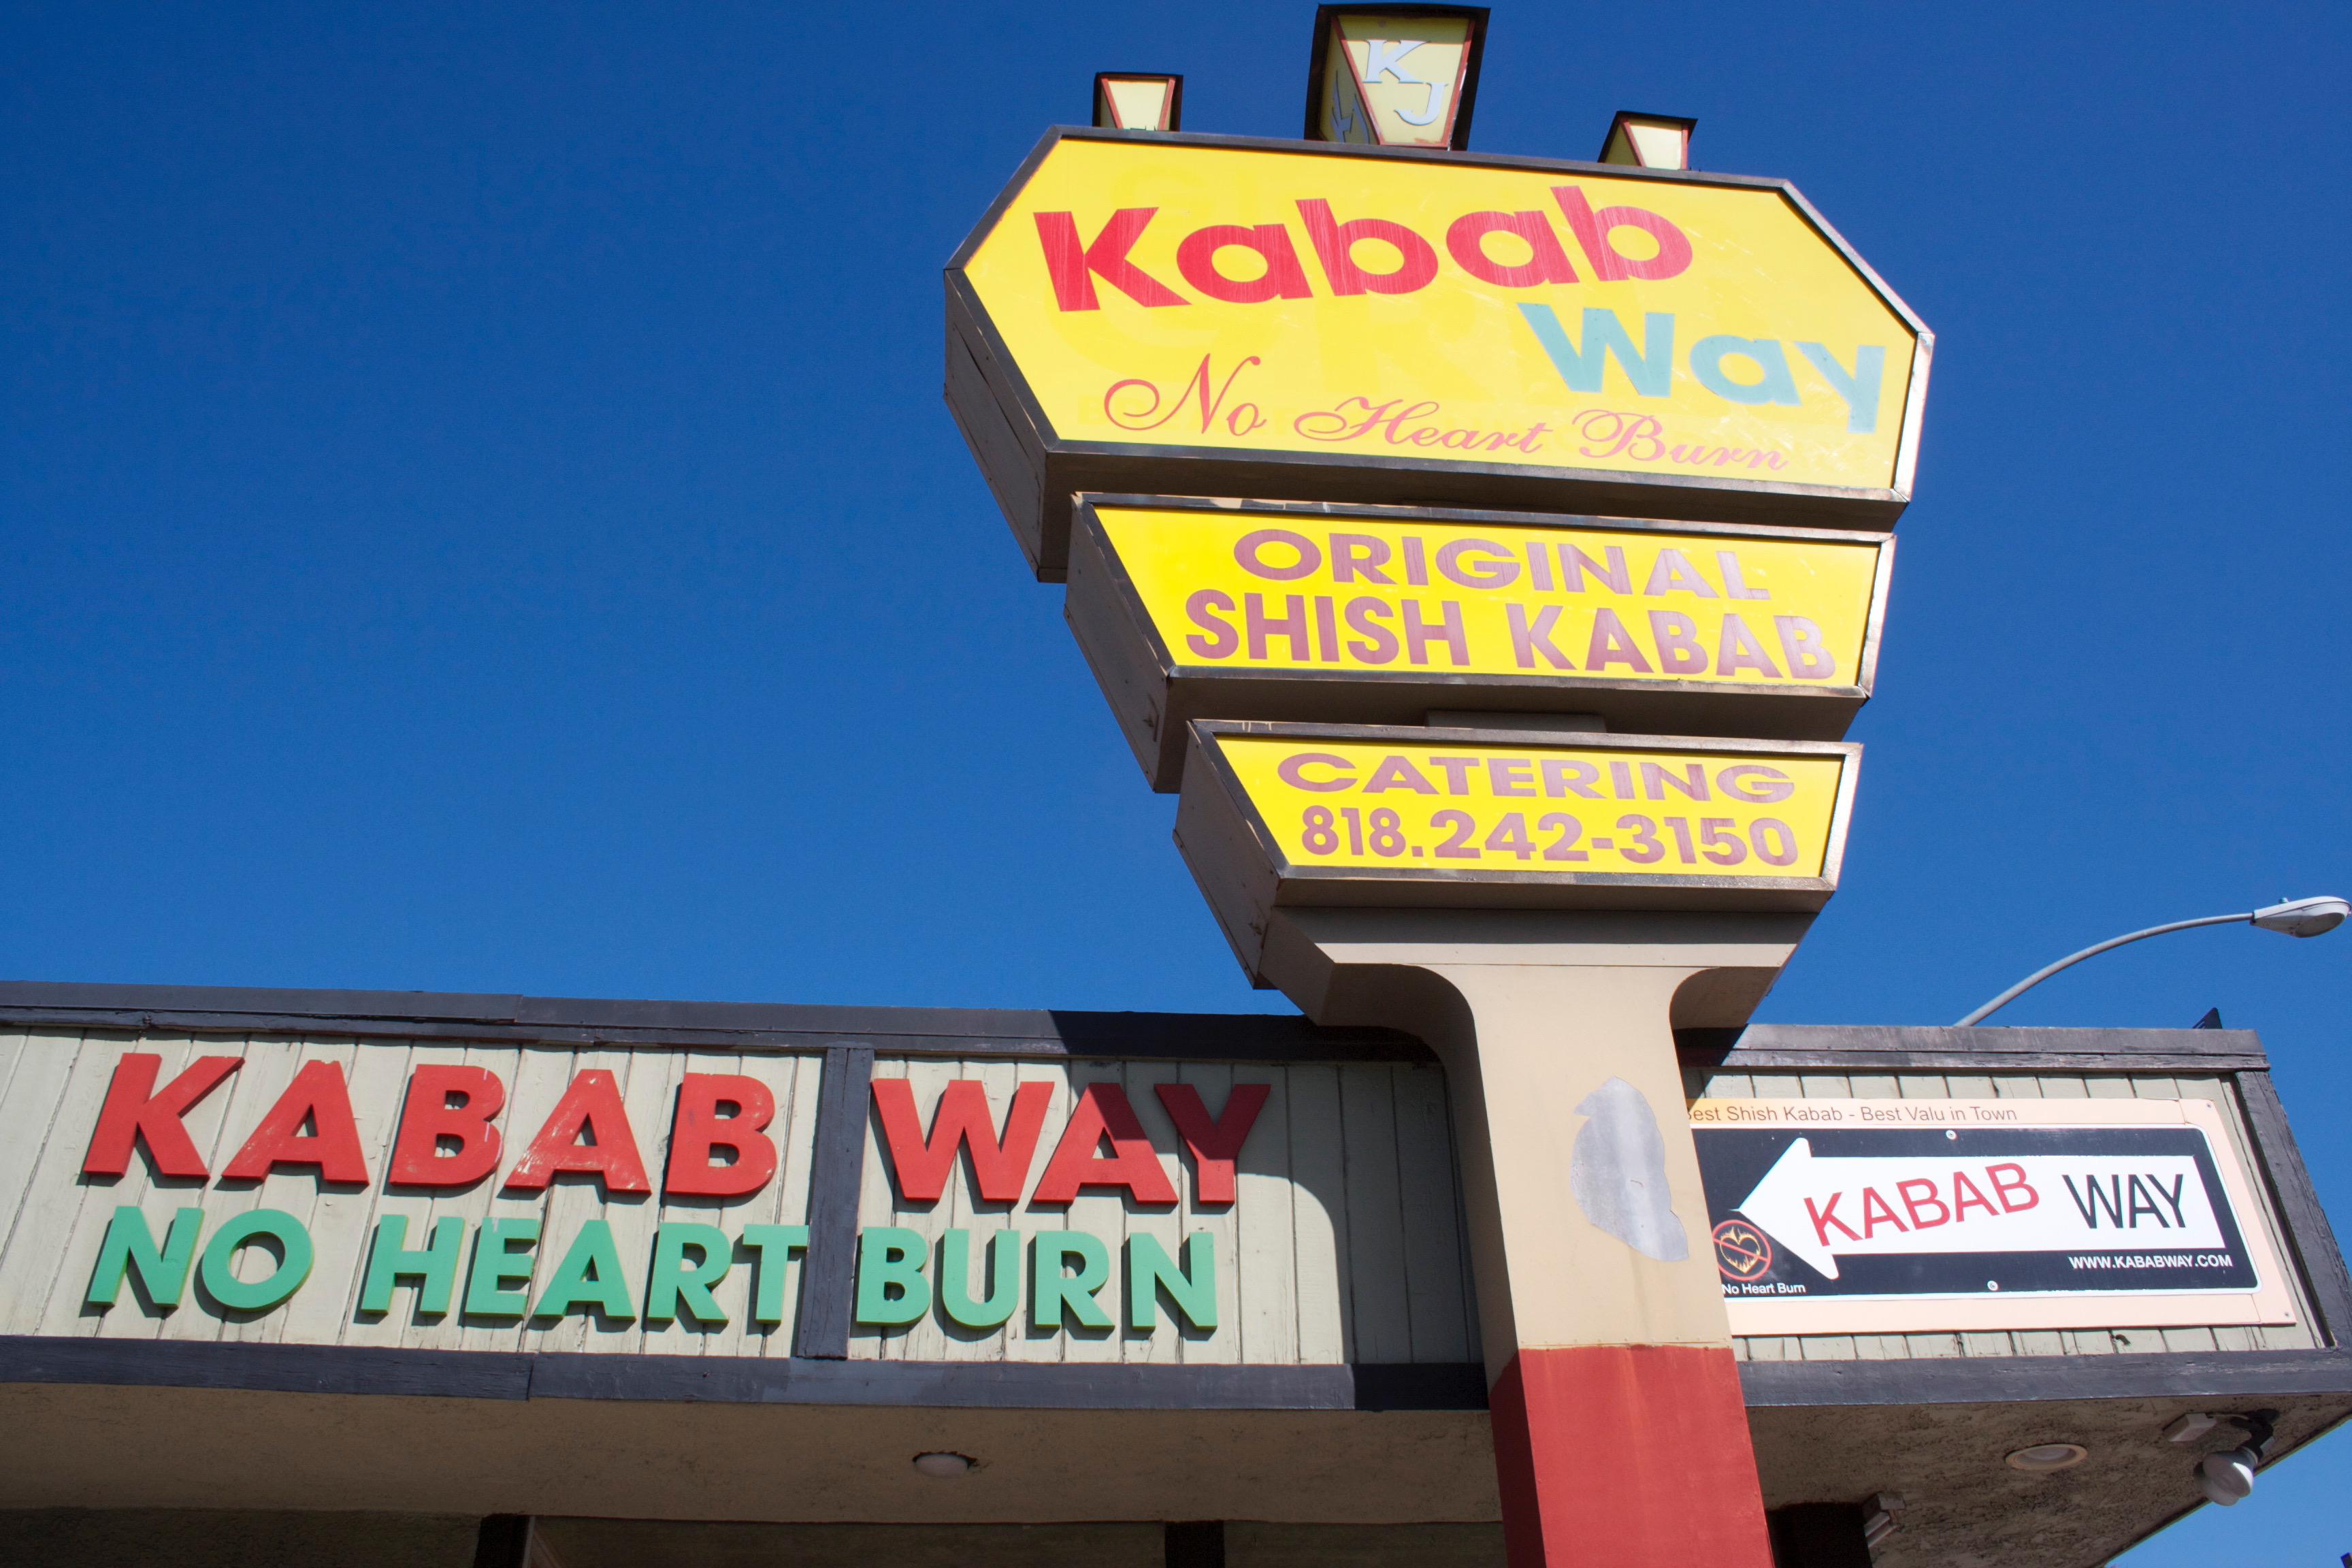 K
J
Kabab
Way
No Heart Burn
ORIGINAL
SHISH KABAB
CATERING
818.242-3150
KABAB WAY
NO HEART BURN
Best Shish Kabab - Best Valu in Town
KABAB WAY
WWW.KABABWAY.COM
No Heart Burn